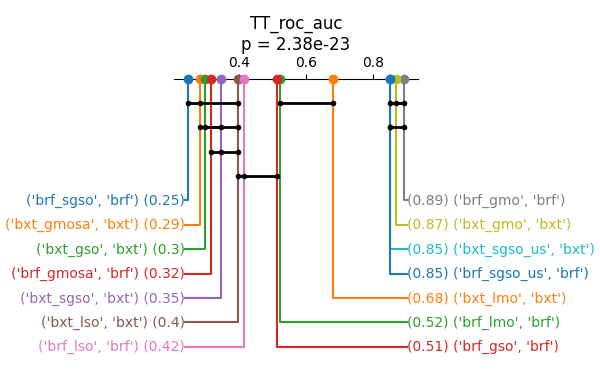 TT_roc_auc
p = 2.38e-23
0.4 0.6 0.8
('brf_sgso', 'brf') (0.25) (0.89) ('brf_gmo', 'brf')
('bxt_gmosa', 'bxt') (0.29) (0.87) ('bxt_gmo', 'bxt')
('bxt_gso', 'bxt') (0.3) (0.85) ('bxt_sgso_us', 'bxt')
('brf_gmosa', 'brf') (0.32) (0.85) ('brf_sgso_us', 'brf')
('bxt_sgso', 'bxt') (0.35) (0.68) ('bxt_lmo', 'bxt')
('bxt_lso', 'bxt') (0.4) (0.52) ('brf_lmo', 'brf')
('brf_lso', 'brf') (0.42) (0.51) ('brf_gso', 'brf')